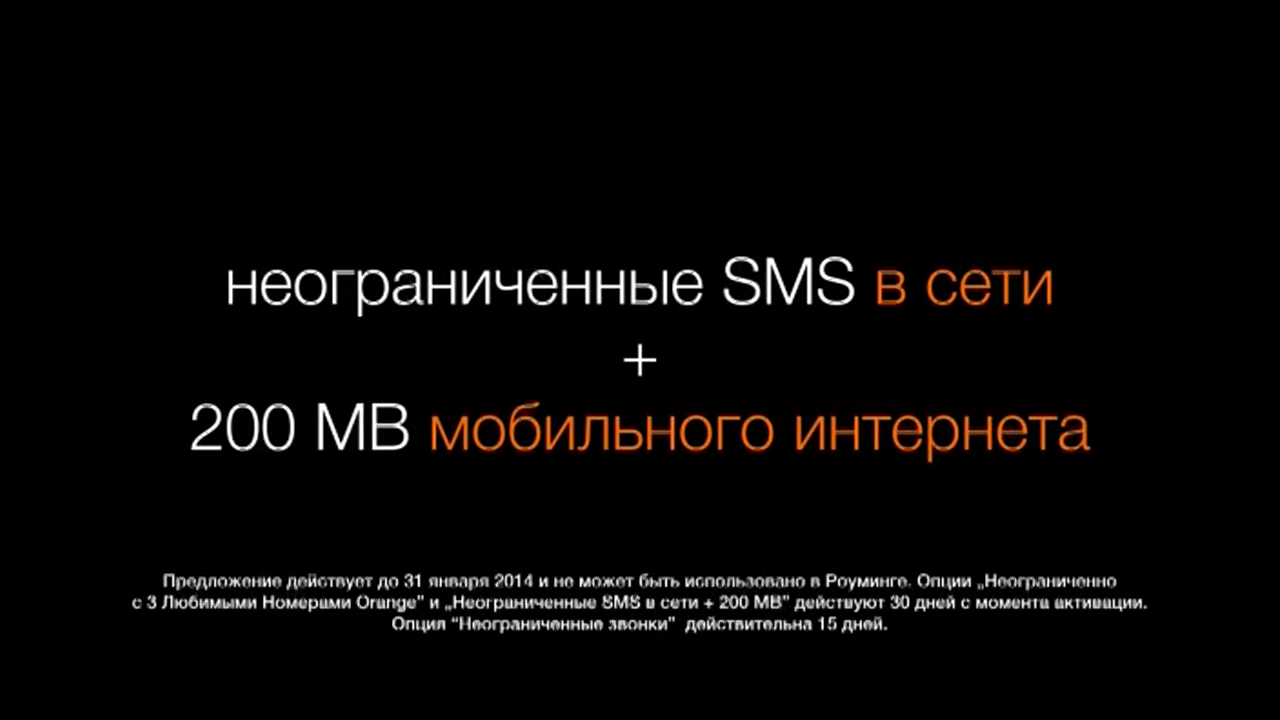 неограниченные SMS в сети
+
200 MB мобильного интернета
Предложение действует до 31 января 2014 и не может быть использовано в Роуминге. Опции „Неограниченно
с 3 Любимыми Номерами Orange” и „Неограниченные SMS в сети + 200 MB” действуют 30 дней с момента активации.
Опция “Неограниченные звонки” действительна 15 дней.